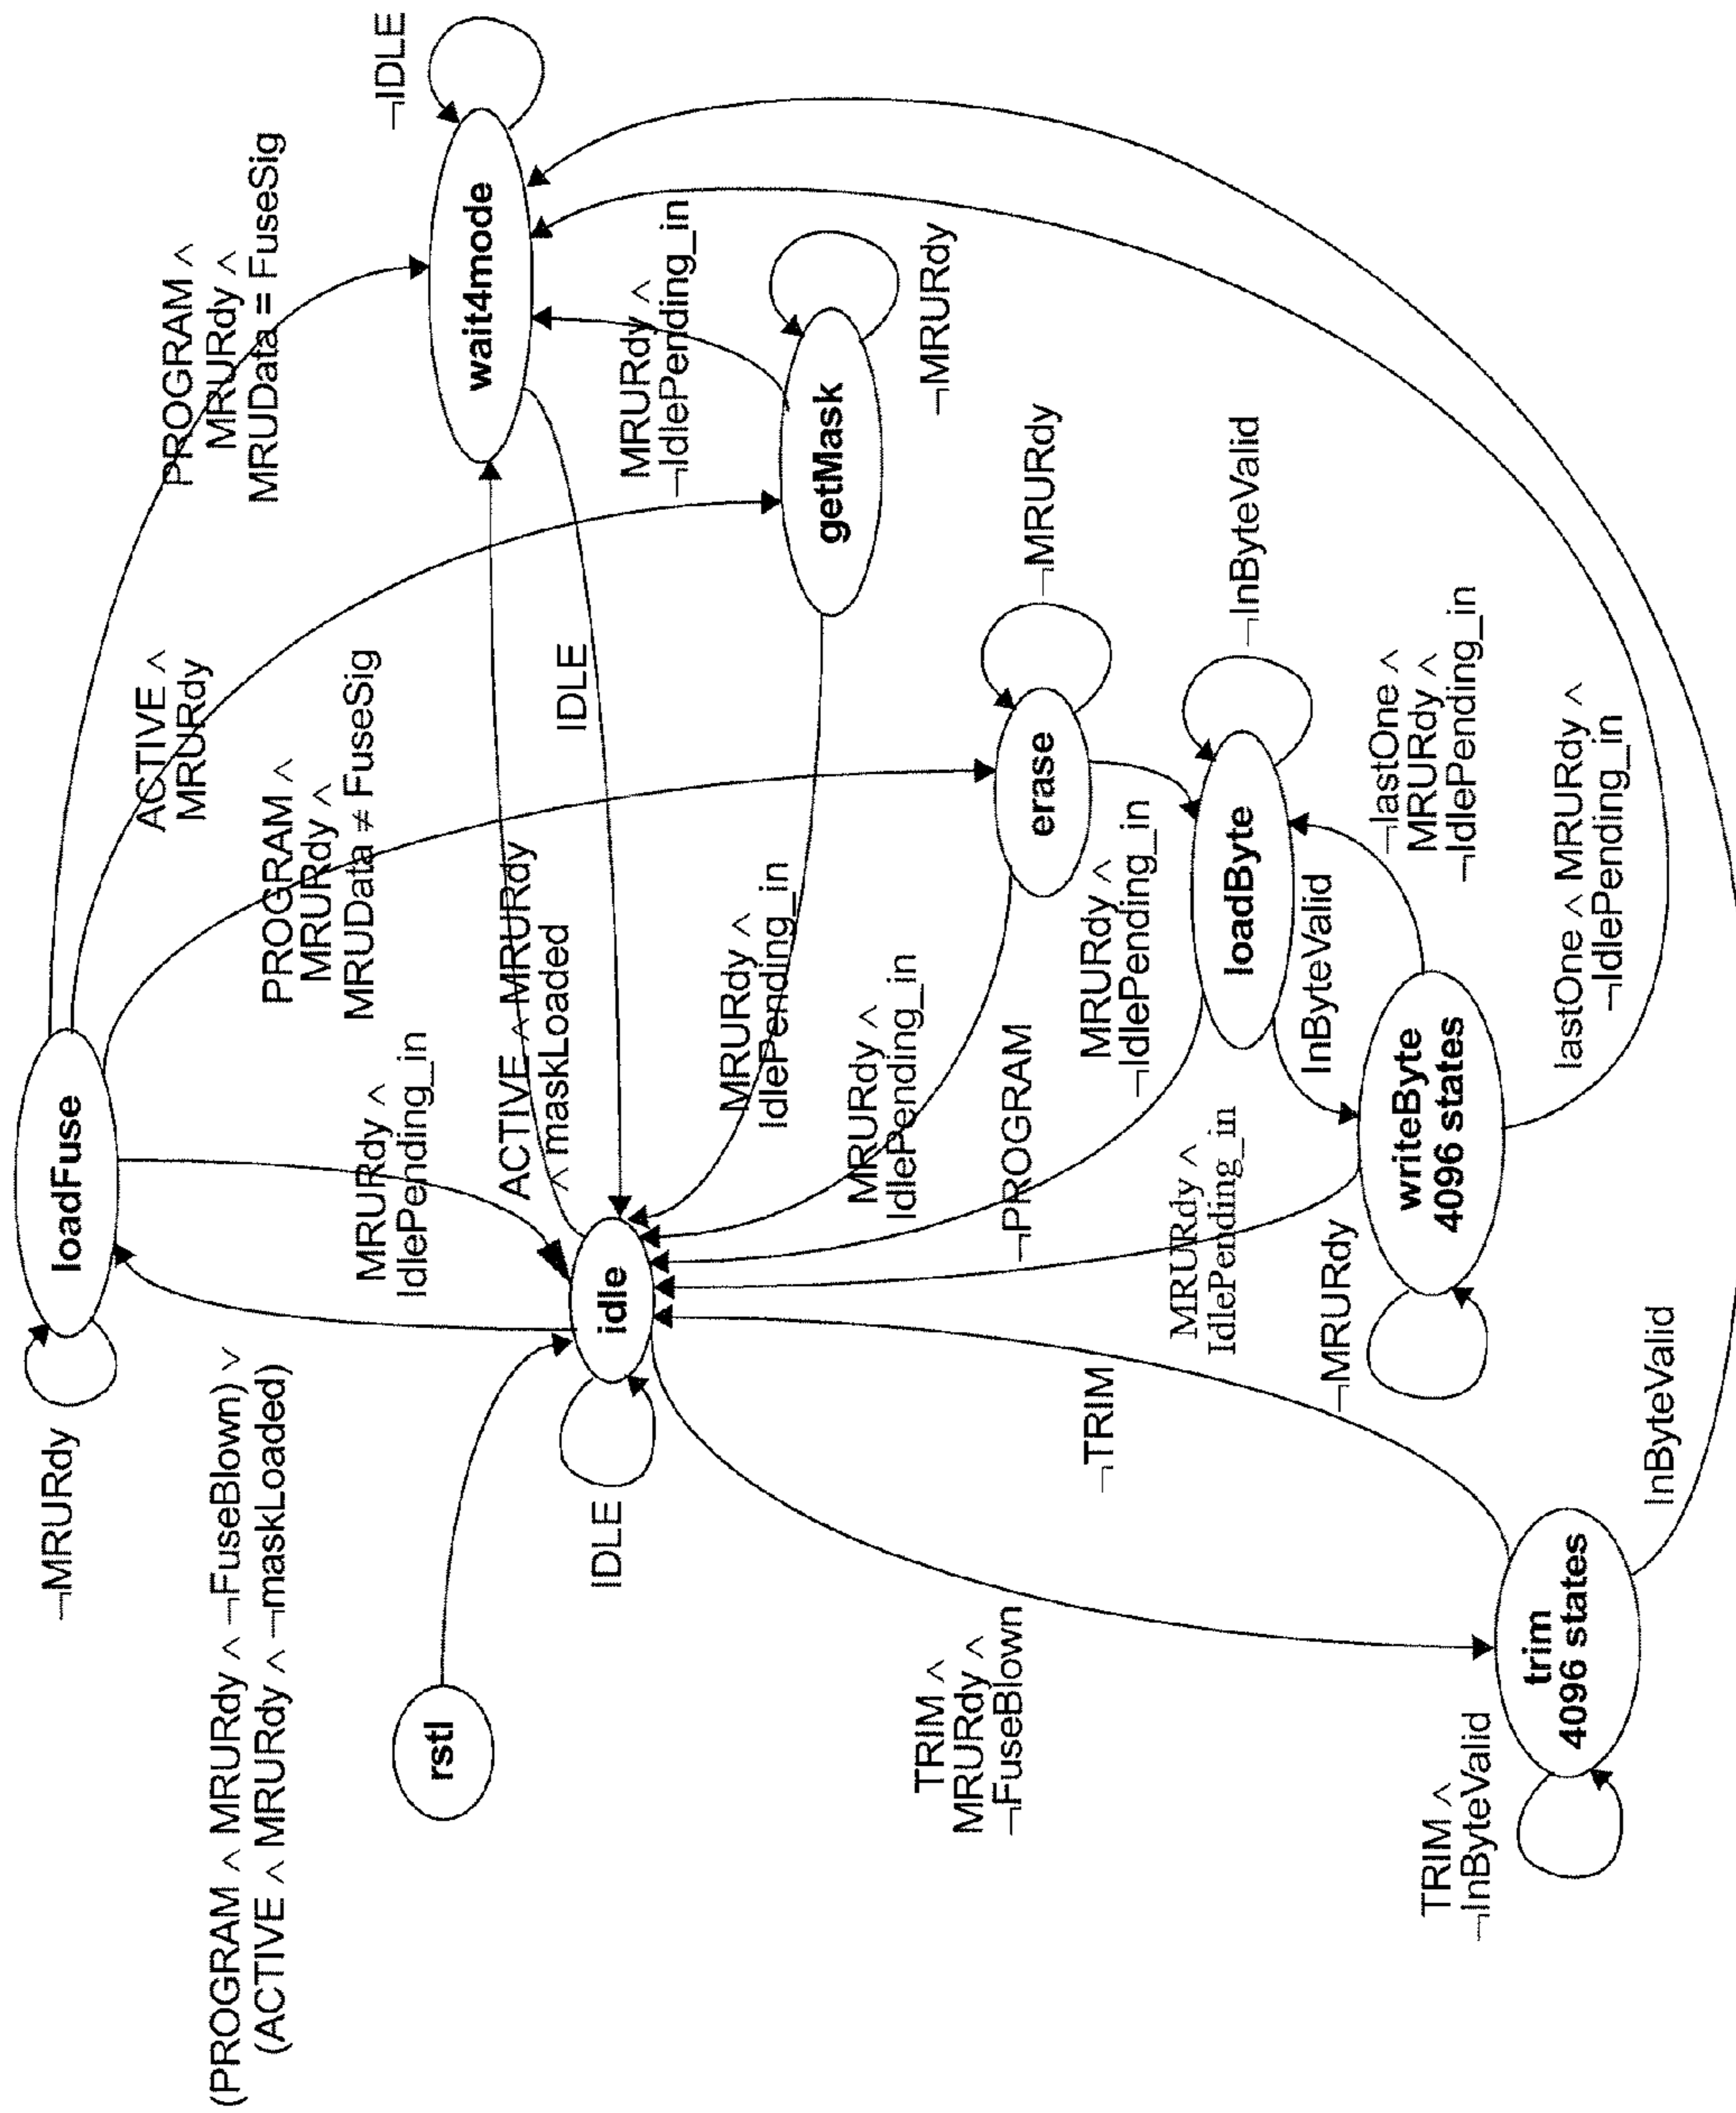 ¬MRURdy
loadFuse
PROGRAM ^
MRURdy ^
MRUData = FuseSig
¬IDLE
wait4mode
ACTIVE ^
MRURdy
PROGRAM ^
MRURdy ^
MRUData ≠ FuseSig
(PROGRAM ^ MRURdy ^ ¬FuseBlown) ∨
(ACTIVE ^ MRURdy ^ ¬maskLoaded)
MRURdy ^
IdlePending_in
ACTIVE ^ MRURdy
^ maskLoaded
IDLE
MRURdy ^
¬IdlePending_in
getMask
¬MRURdy
rstl
idle
IDLE
MRURdy ^
IdlePending_in
MRURdy ^
IdlePending_in
erase
¬MRURdy
¬PROGRAM
MRURdy ^
¬IdlePending_in
loadByte
¬InByteValid
MRURdy ^
IdlePending_in
InByteValid
¬lastOne ^
MRURdy ^
¬IdlePending_in
TRIM ^
MRURdy ^
¬FuseBlown
¬TRIM
¬MRURdy
writeByte
4096 states
lastOne ^ MRURdy ^
¬IdlePending_in
TRIM ^
¬InByteValid
trim
4096 states
InByteValid